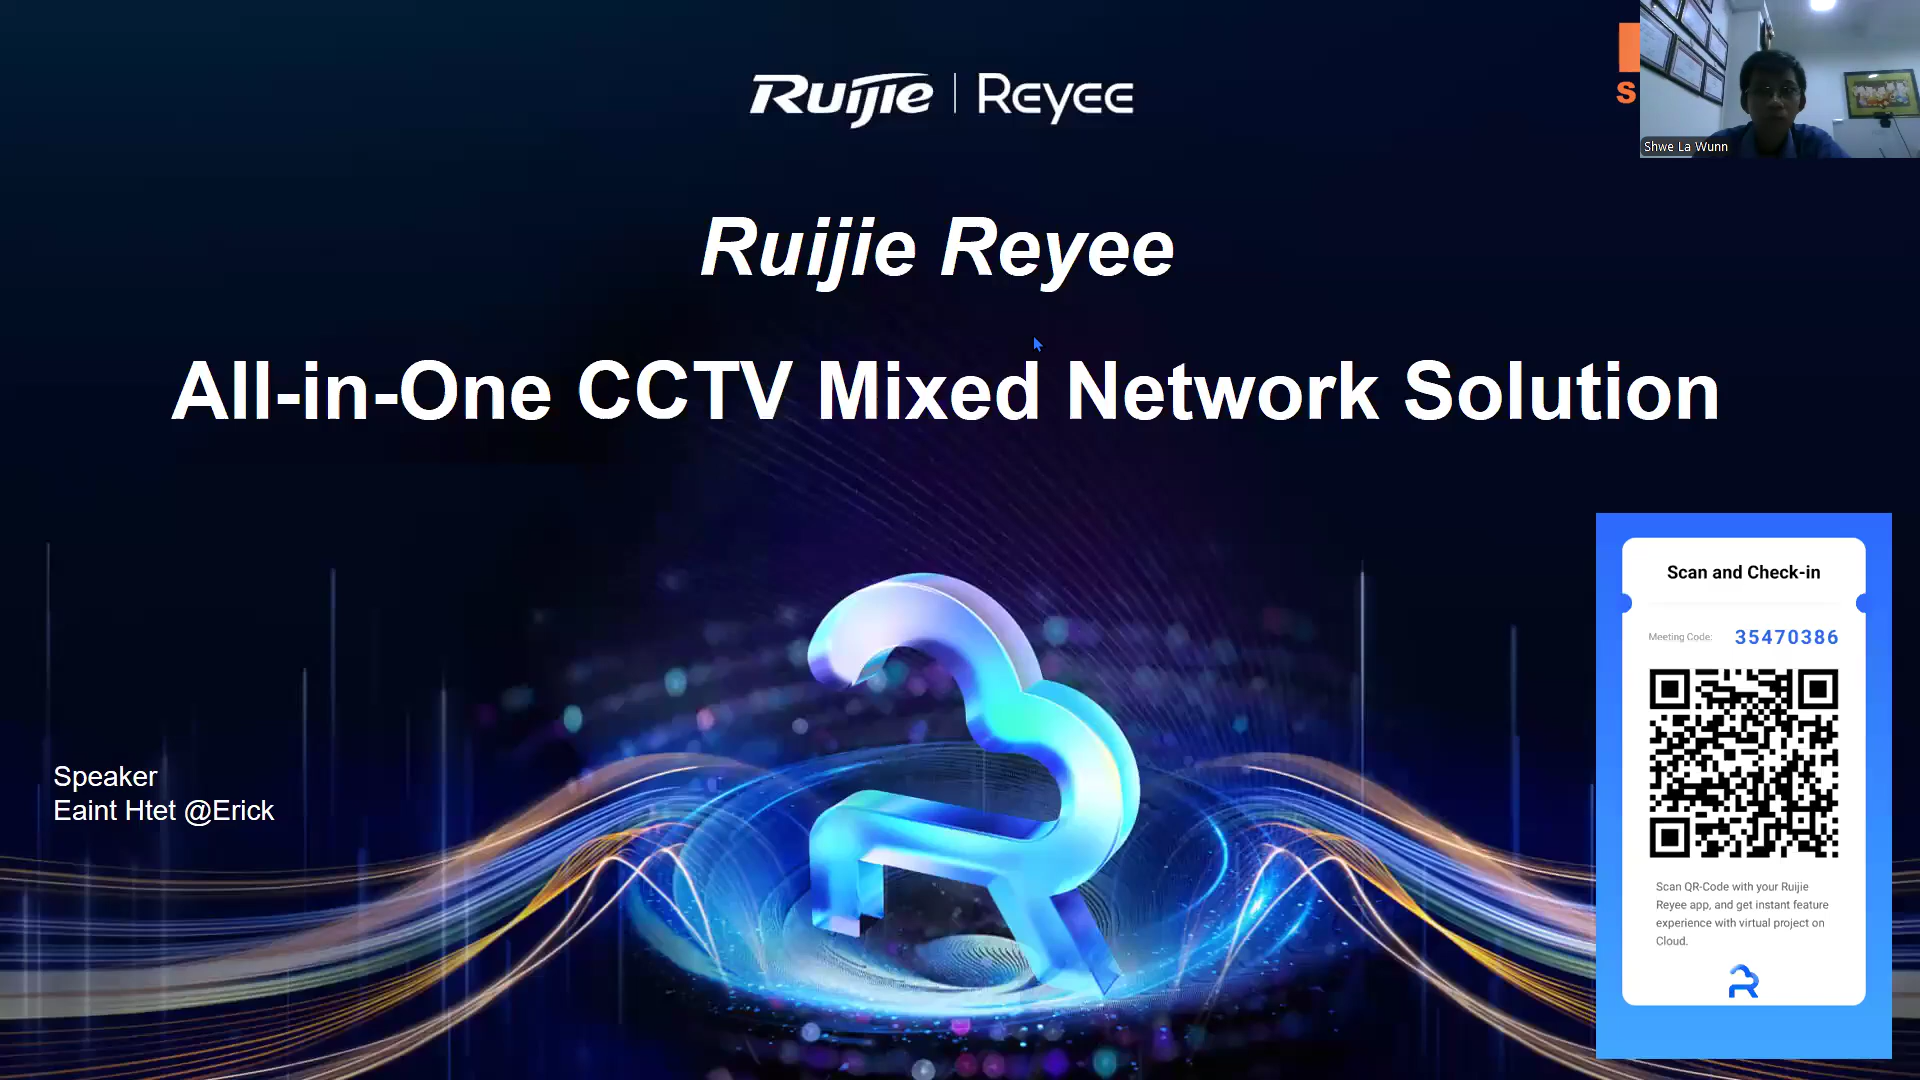 Ruijie | Reyee
S
Shwe La Wunn
Ruijie Reyee
All-in-One CCTV Mixed Network Solution
Scan and Check-in
Meeting Code: 35470386
Speaker
Eaint Htet @Erick
Scan QR-Code with your Ruijie
Reyee app, and get instant feature
experience with virtual project on
Cloud.